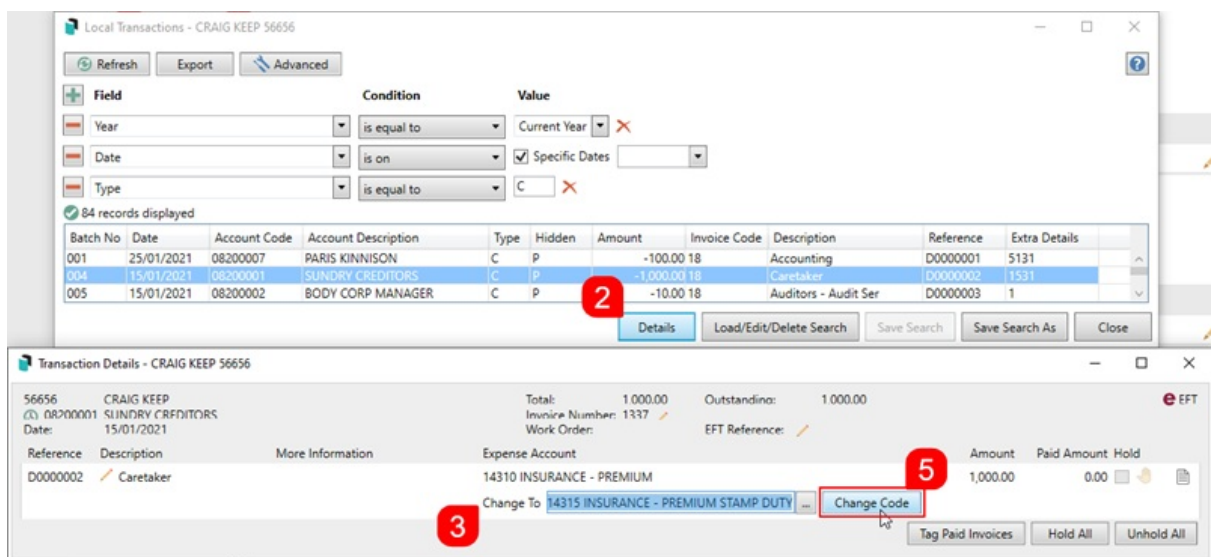 Local Transactions - CRAIG KEEP 56656
Refresh Export Advanced
Field Condition Value
Year is equal to Current Year
Date is on Specific Dates
Type is equal to C
84 records displayed
Batch No Date Account Code Account Description Type Hidden Amount Invoice Code Description Reference Extra Details
001 25/01/2021 08200007 PARIS KINNISON C P -100.00 18 Accounting D0000001 5131
004 15/01/2021 08200001 SUNDRY CREDITORS C P -1,000.00 18 Caretaker D0000002 1531
005 15/01/2021 08200002 BODY CORP MANAGER C P -10.00 18 Auditors - Audit Ser D0000003 1
2
Details Load/Edit/Delete Search Save Search Save Search As Close
Transaction Details - CRAIG KEEP 56656
56656 CRAIG KEEP Total: 1,000.00 Outstanding: 1,000.00 e EFT
08200001 SUNDRY CREDITORS Invoice Number: 1337
Date: 15/01/2021 Work Order: EFT Reference:
Reference Description More Information Expense Account Amount Paid Amount Hold
D0000002 Caretaker 14310 INSURANCE - PREMIUM 5 1,000.00 0.00
3 Change To 14315 INSURANCE - PREMIUM STAMP DUTY ... Change Code
Tag Paid Invoices Hold All Unhold All